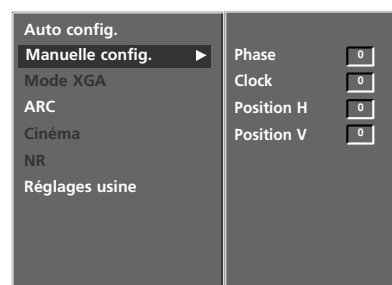 Auto config.
Manuelle config. ►
Mode XGA
ARC
Cinéma
NR
Réglages usine
Phase 0
Clock 0
Position H 0
Position V 0